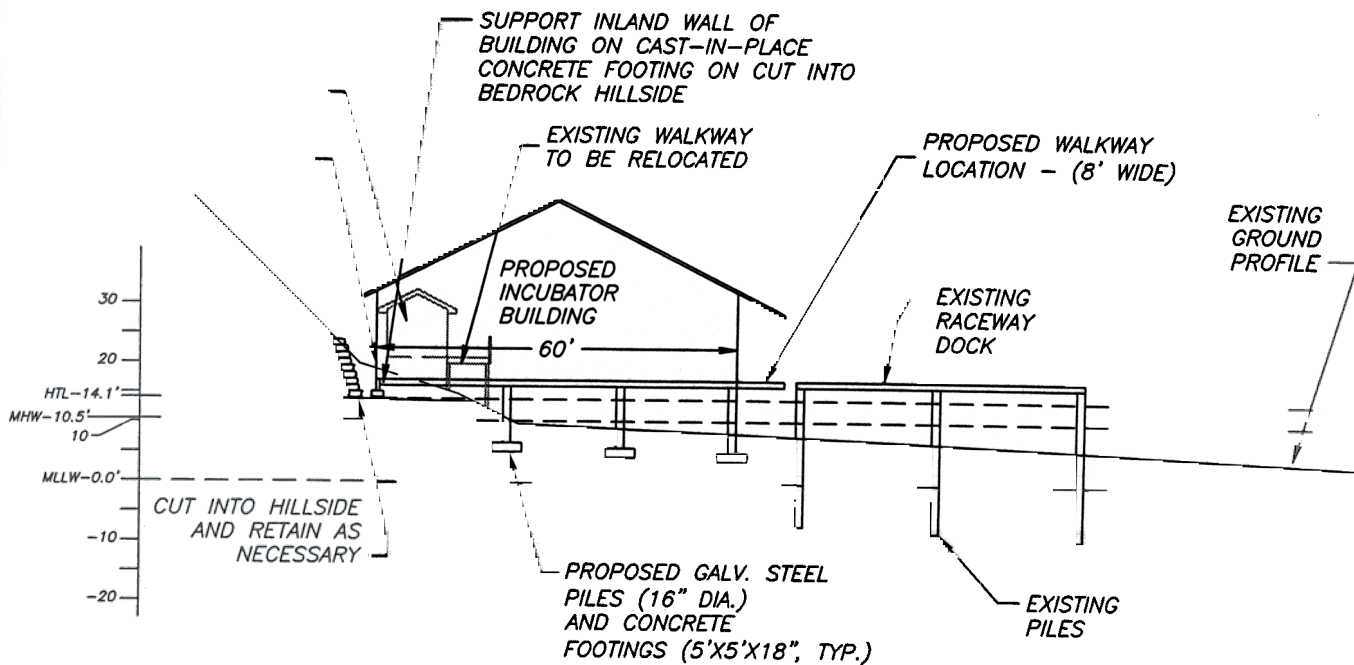 SUPPORT INLAND WALL OF
BUILDING ON CAST-IN-PLACE
CONCRETE FOOTING ON CUT INTO
BEDROCK HILLSIDE
EXISTING WALKWAY
TO BE RELOCATED
PROPOSED WALKWAY
LOCATION - (8' WIDE)
EXISTING
GROUND
PROFILE
PROPOSED
INCUBATOR
BUILDING
60'
EXISTING
RACEWAY
DOCK
30
20
HTL-14.1'
MHW-10.5'
10
MLLW-0.0'
-10
-20
CUT INTO HILLSIDE
AND RETAIN AS
NECESSARY
PROPOSED GALV. STEEL
PILES (16" DIA.)
AND CONCRETE
FOOTINGS (5'X5'X18", TYP.)
EXISTING
PILES